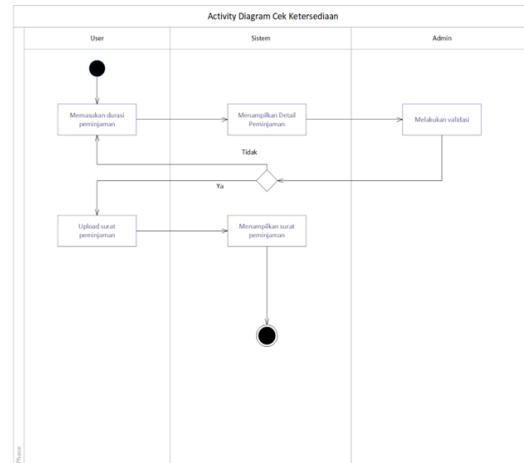 Activity Diagram Cek Ketersediaan
User
Sistem
Admin
Memasukan durasi
peminjaman
Menampilkan Detail
Peminjaman
Melakukan validasi
Tidak
Ya
Upload surat
peminjaman
Menampilkan surat
peminjaman
Phase